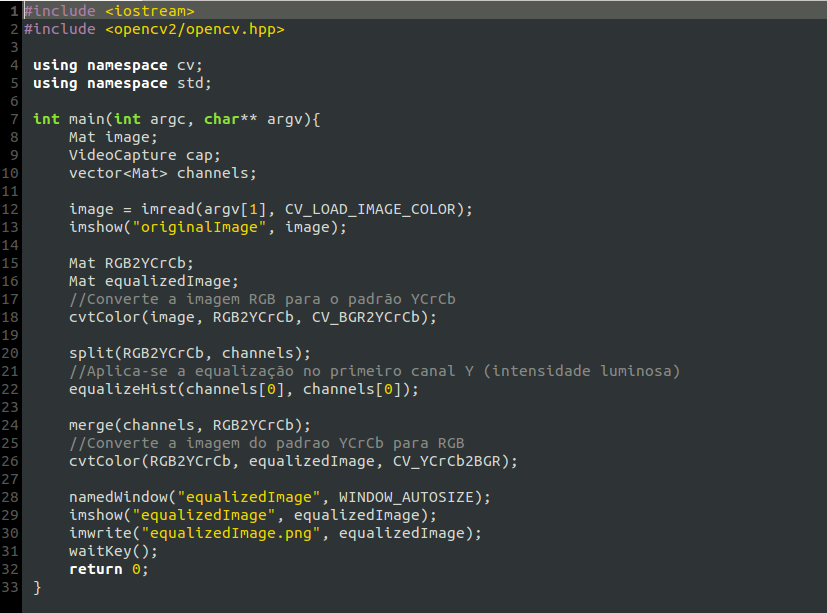 1 #include <iostream>
2 #include <opencv2/opencv.hpp>
3
4 using namespace cv;
5 using namespace std;
6
7 int main(int argc, char** argv){
8     Mat image;
9     VideoCapture cap;
10     vector<Mat> channels;
11
12     image = imread(argv[1], CV_LOAD_IMAGE_COLOR);
13     imshow("originalImage", image);
14
15     Mat RGB2YCrCb;
16     Mat equalizedImage;
17     //Converte a imagem RGB para o padrão YCrCb
18     cvtColor(image, RGB2YCrCb, CV_BGR2YCrCb);
19
20     split(RGB2YCrCb, channels);
21     //Aplica-se a equalização no primeiro canal Y (intensidade luminosa)
22     equalizeHist(channels[0], channels[0]);
23
24     merge(channels, RGB2YCrCb);
25     //Converte a imagem do padrao YCrCb para RGB
26     cvtColor(RGB2YCrCb, equalizedImage, CV_YCrCb2BGR);
27
28     namedWindow("equalizedImage", WINDOW_AUTOSIZE);
29     imshow("equalizedImage", equalizedImage);
30     imwrite("equalizedImage.png", equalizedImage);
31     waitKey();
32     return 0;
33 }